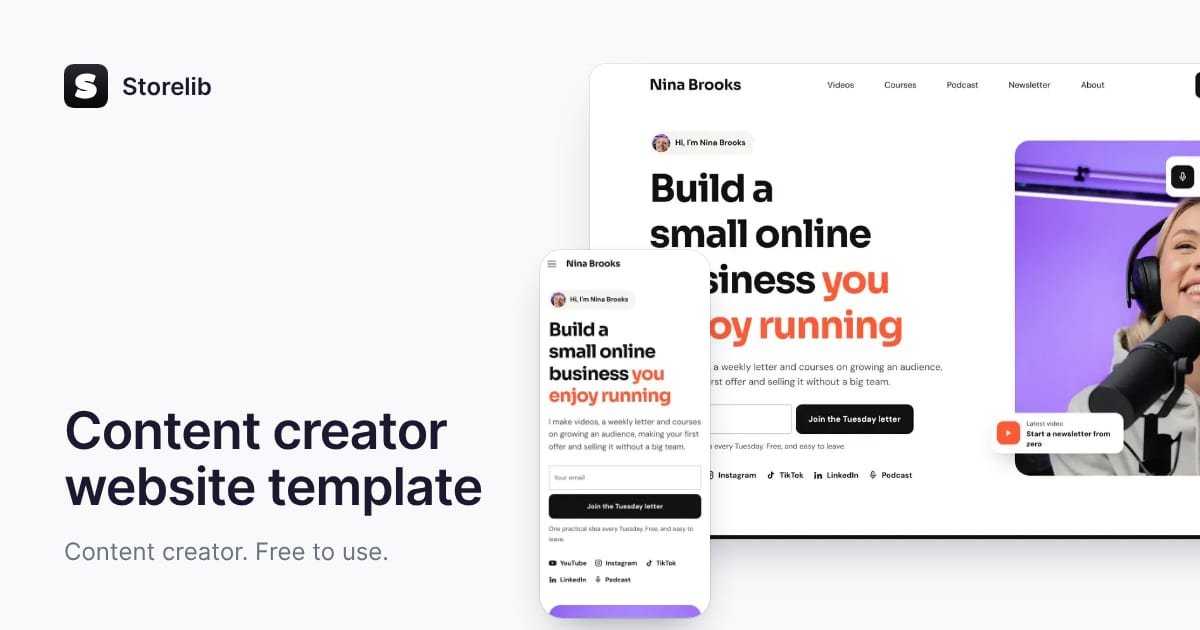 Storelib
Content creator
website template
Content creator. Free to use.
Nina Brooks
Videos
Courses
Podcast
Newsletter
About
Hi, I'm Nina Brooks
Build a
small online
siness you
oy running
a weekly letter and courses on growing an audience,
rst offer and selling it without a big team.
Join the Tuesday letter
every Tuesday. Free, and easy to leave.
Instagram
TikTok
LinkedIn
Podcast
Latest video
Start a newsletter from
zero
Nina Brooks
Hi, I'm Nina Brooks
Build a
small online
business you
enjoy running
I make videos, a weekly letter and courses
on growing an audience, making your first
offer and selling it without a big team.
Your email
Join the Tuesday letter
One practical idea every Tuesday. Free, and easy to
leave.
YouTube
Instagram
TikTok
LinkedIn
Podcast